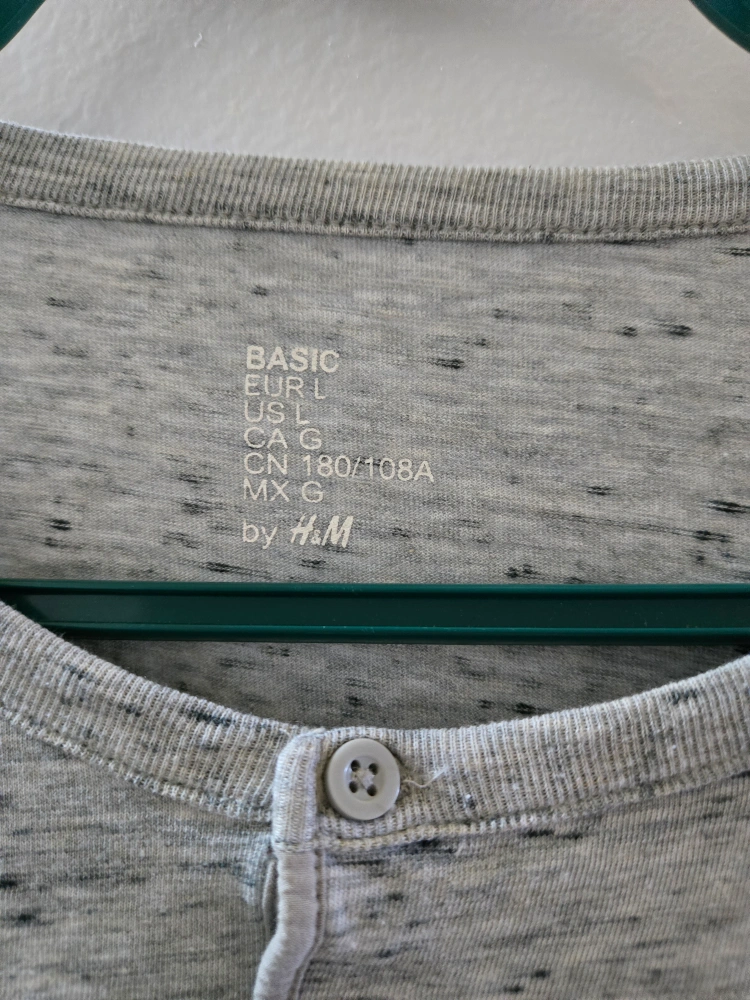 BASIC
EUR L
US L
CA G
CN 180/108A
MX G
by H&M